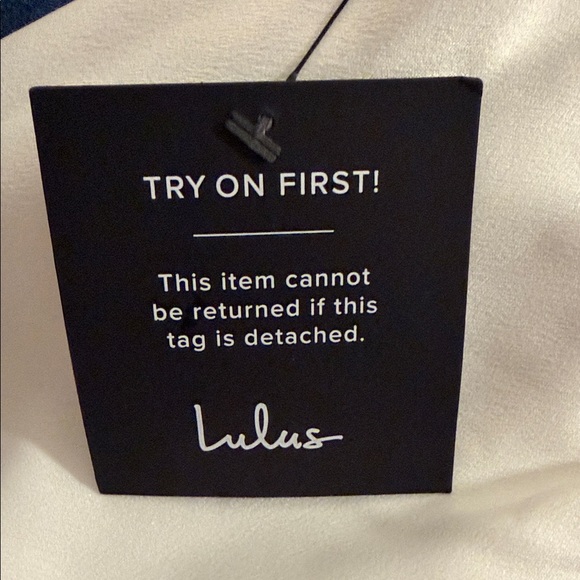 TRY ON FIRST!
This item cannot
be returned if this
tag is detached.
Lulus